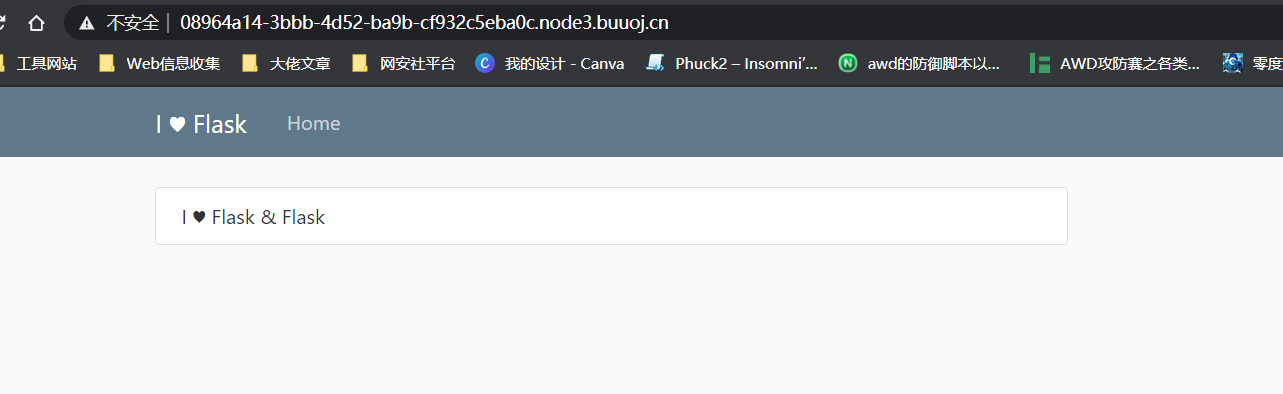 不安全 | 08964a14-3bbb-4d52-ba9b-cf932c5eba0c.node3.buuoj.cn
工具网站 Web信息收集 大佬文章 网安社平台 我的设计 - Canva Phuck2 – Insomni'... awd的防御脚本以... AWD攻防赛之各类... 零度
I ♥ Flask Home
I ♥ Flask & Flask